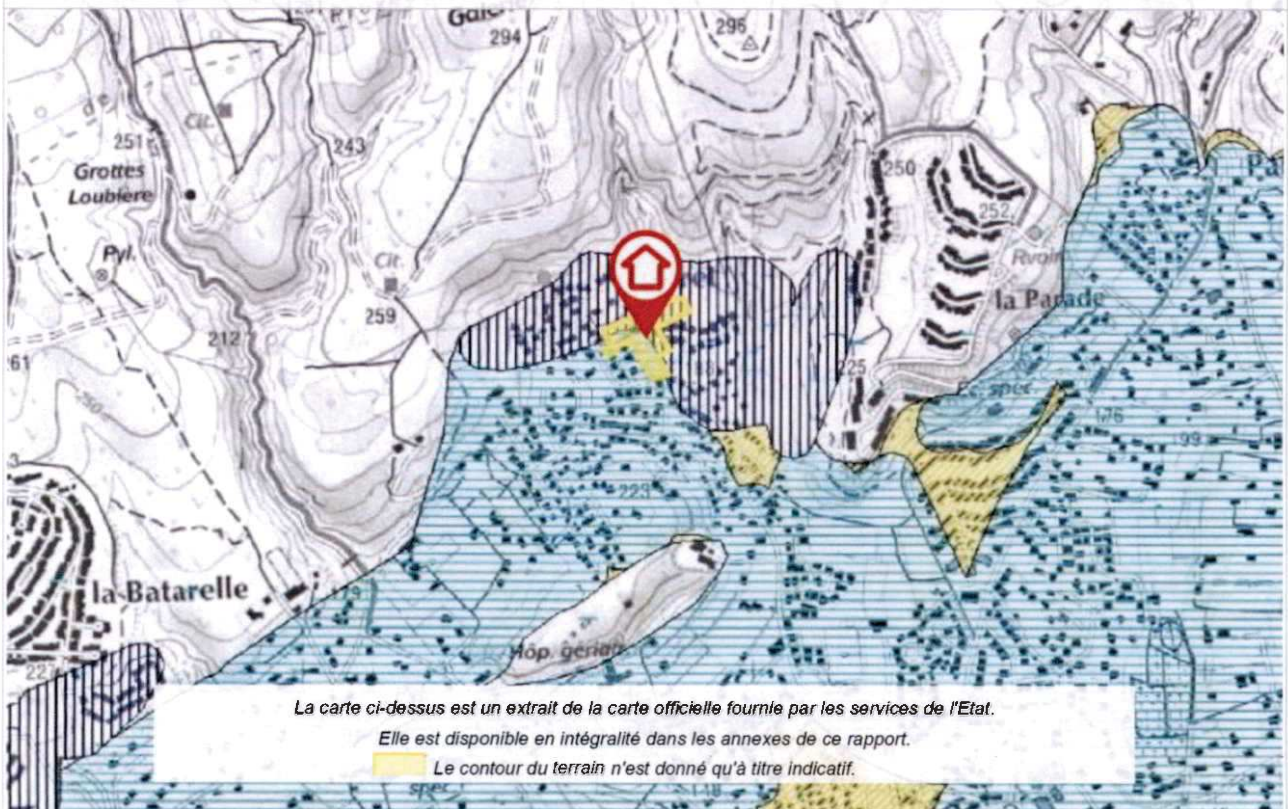 294
296
Cit.
251
243
Grottes
Loubière
250
252
Pyl.
Cit.
Rvoir
la Parade
259
212
225
176
99
223
la Batarelle
179
Hôp. gériatr
La carte ci-dessus est un extrait de la carte officielle fournie par les services de l'Etat.
Elle est disponible en intégralité dans les annexes de ce rapport.
Le contour du terrain n'est donné qu'à titre indicatif.